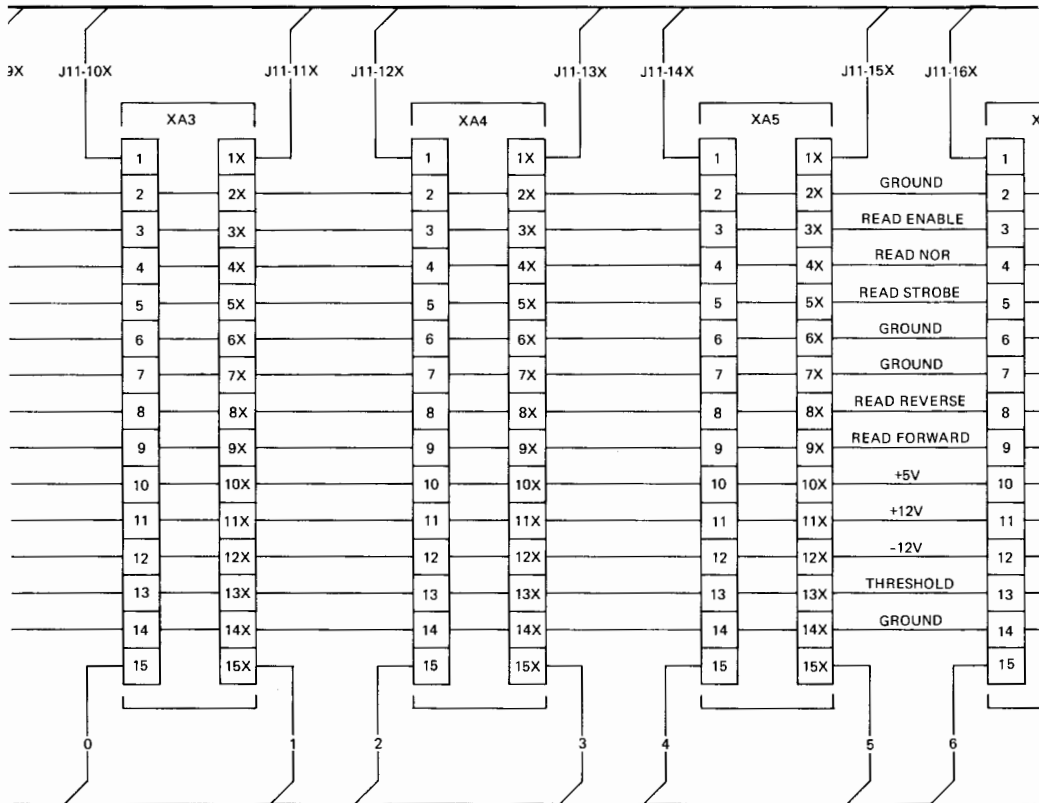 9X J11-10X J11-11X J11-12X J11-13X J11-14X J11-15X J11-16X
XA3 XA4 XA5 X
1 1X 1 1X 1 1X 1
2 2X 2 2X 2 2X GROUND 2
3 3X 3 3X 3 3X READ ENABLE 3
4 4X 4 4X 4 4X READ NOR 4
5 5X 5 5X 5 5X READ STROBE 5
6 6X 6 6X 6 6X GROUND 6
7 7X 7 7X 7 7X GROUND 7
8 8X 8 8X 8 8X READ REVERSE 8
9 9X 9 9X 9 9X READ FORWARD 9
10 10X 10 10X 10 10X +5V 10
11 11X 11 11X 11 11X +12V 11
12 12X 12 12X 12 12X -12V 12
13 13X 13 13X 13 13X THRESHOLD 13
14 14X 14 14X 14 14X GROUND 14
15 15X 15 15X 15 15X 15
0 1 2 3 4 5 6